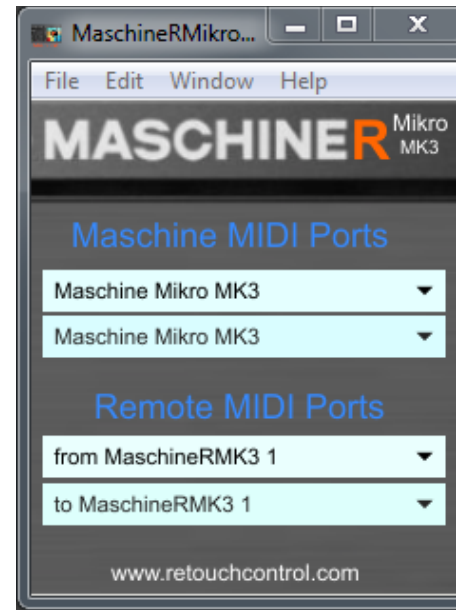 MaschineRMikro...
File Edit Window Help
MASCHINER Mikro MK3
Maschine MIDI Ports
Maschine Mikro MK3
Maschine Mikro MK3
Remote MIDI Ports
from MaschineRMK3 1
to MaschineRMK3 1
www.retouchcontrol.com